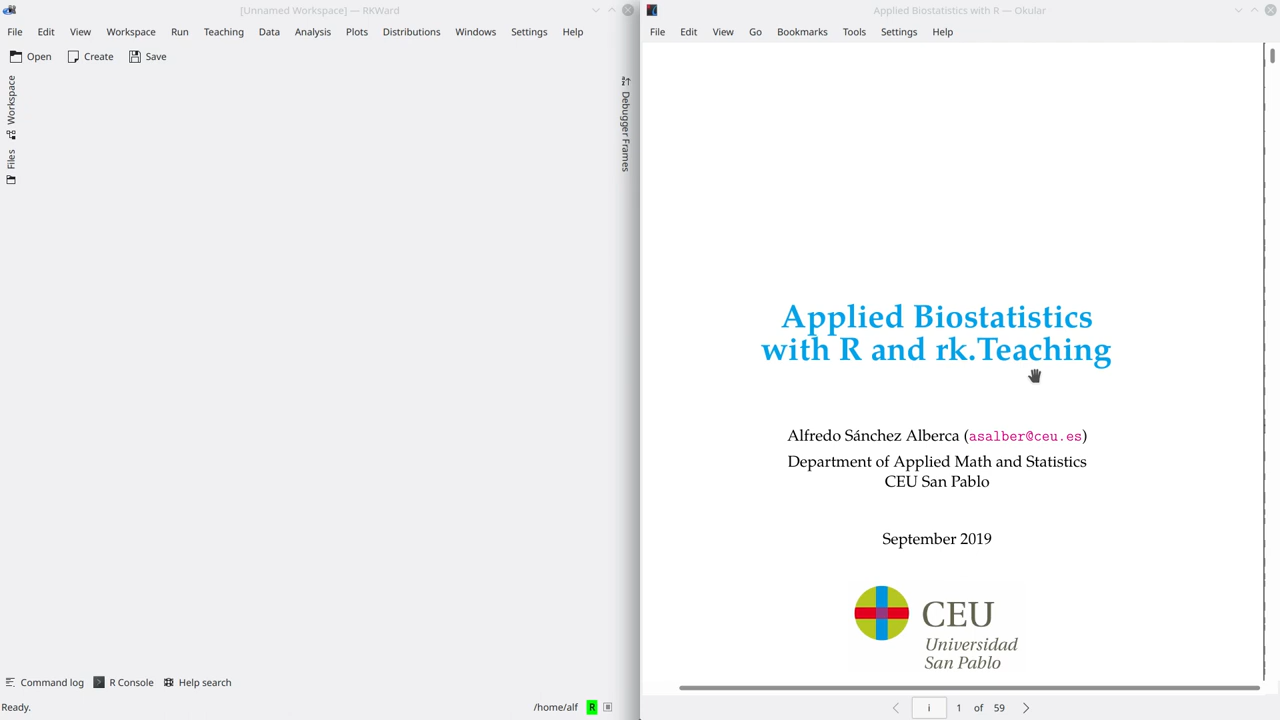 [Unnamed Workspace] — RKWard
File Edit View Workspace Run Teaching Data Analysis Plots Distributions Windows Settings Help
Open Create Save
Workspace
Files
Debugger Frames
Command log R Console Help search
Ready. /home/alf R
Applied Biostatistics with R — Okular
File Edit View Go Bookmarks Tools Settings Help
Applied Biostatistics
with R and rk.Teaching
Alfredo Sánchez Alberca (asalber@ceu.es)
Department of Applied Math and Statistics
CEU San Pablo
September 2019
CEU
Universidad
San Pablo
i 1 of 59